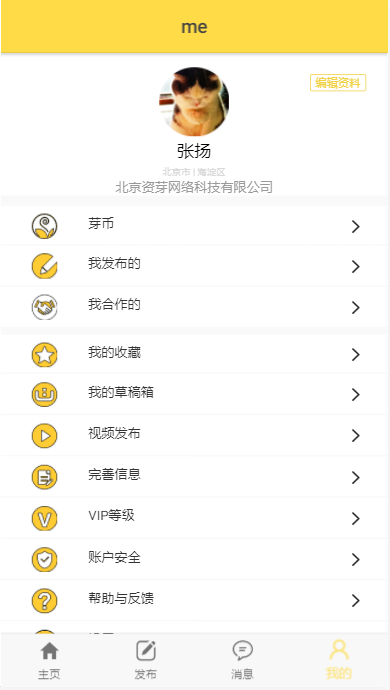 me
编辑资料
张扬
北京市 | 海淀区
北京资芽网络科技有限公司
芽币
我发布的
我合作的
我的收藏
我的草稿箱
视频发布
完善信息
VIP等级
账户安全
帮助与反馈
主页
发布
消息
我的